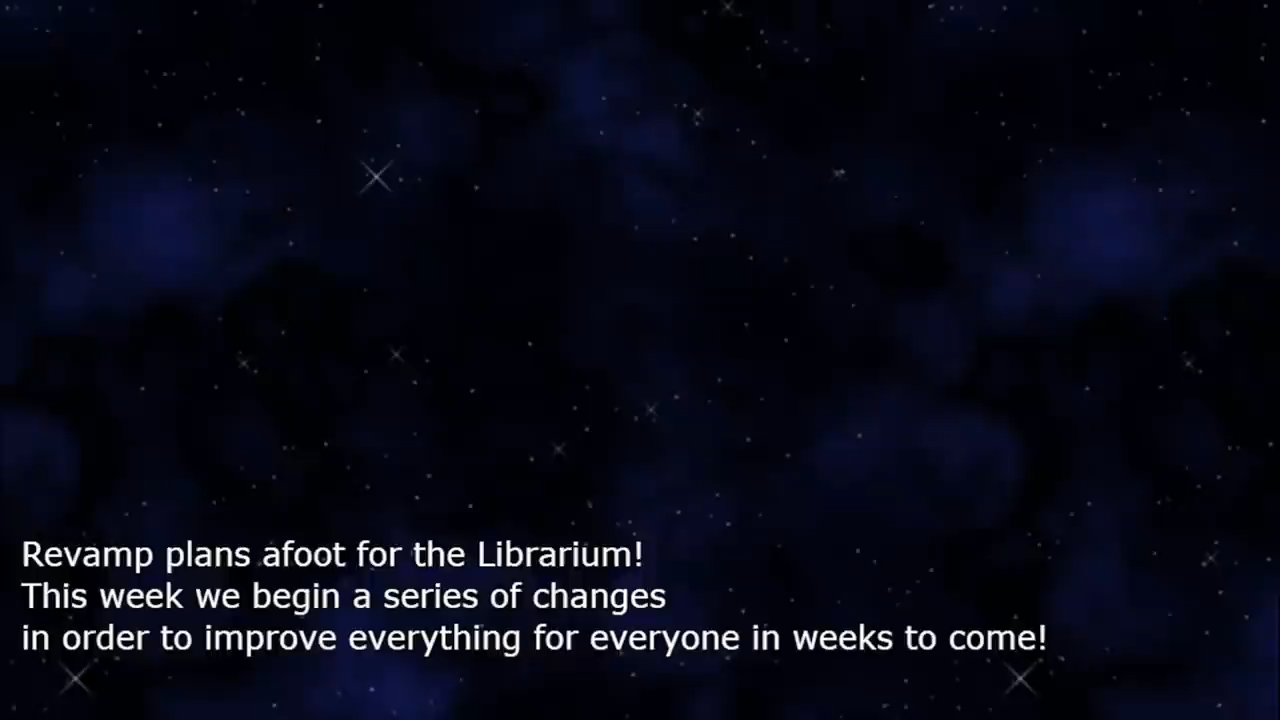 Revamp plans afoot for the Librarium!
This week we begin a series of changes
in order to improve everything for everyone in weeks to come!